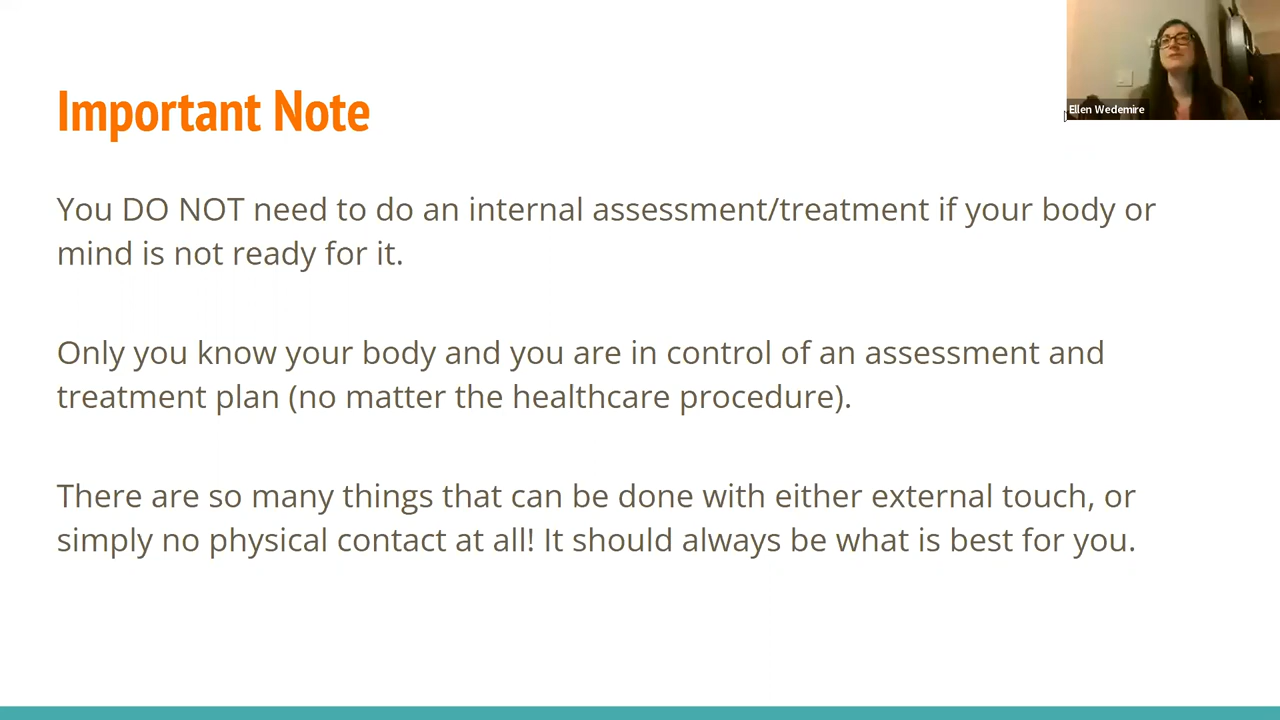 Important Note
Ellen Wedemire
You DO NOT need to do an internal assessment/treatment if your body or
mind is not ready for it.
Only you know your body and you are in control of an assessment and
treatment plan (no matter the healthcare procedure).
There are so many things that can be done with either external touch, or
simply no physical contact at all! It should always be what is best for you.